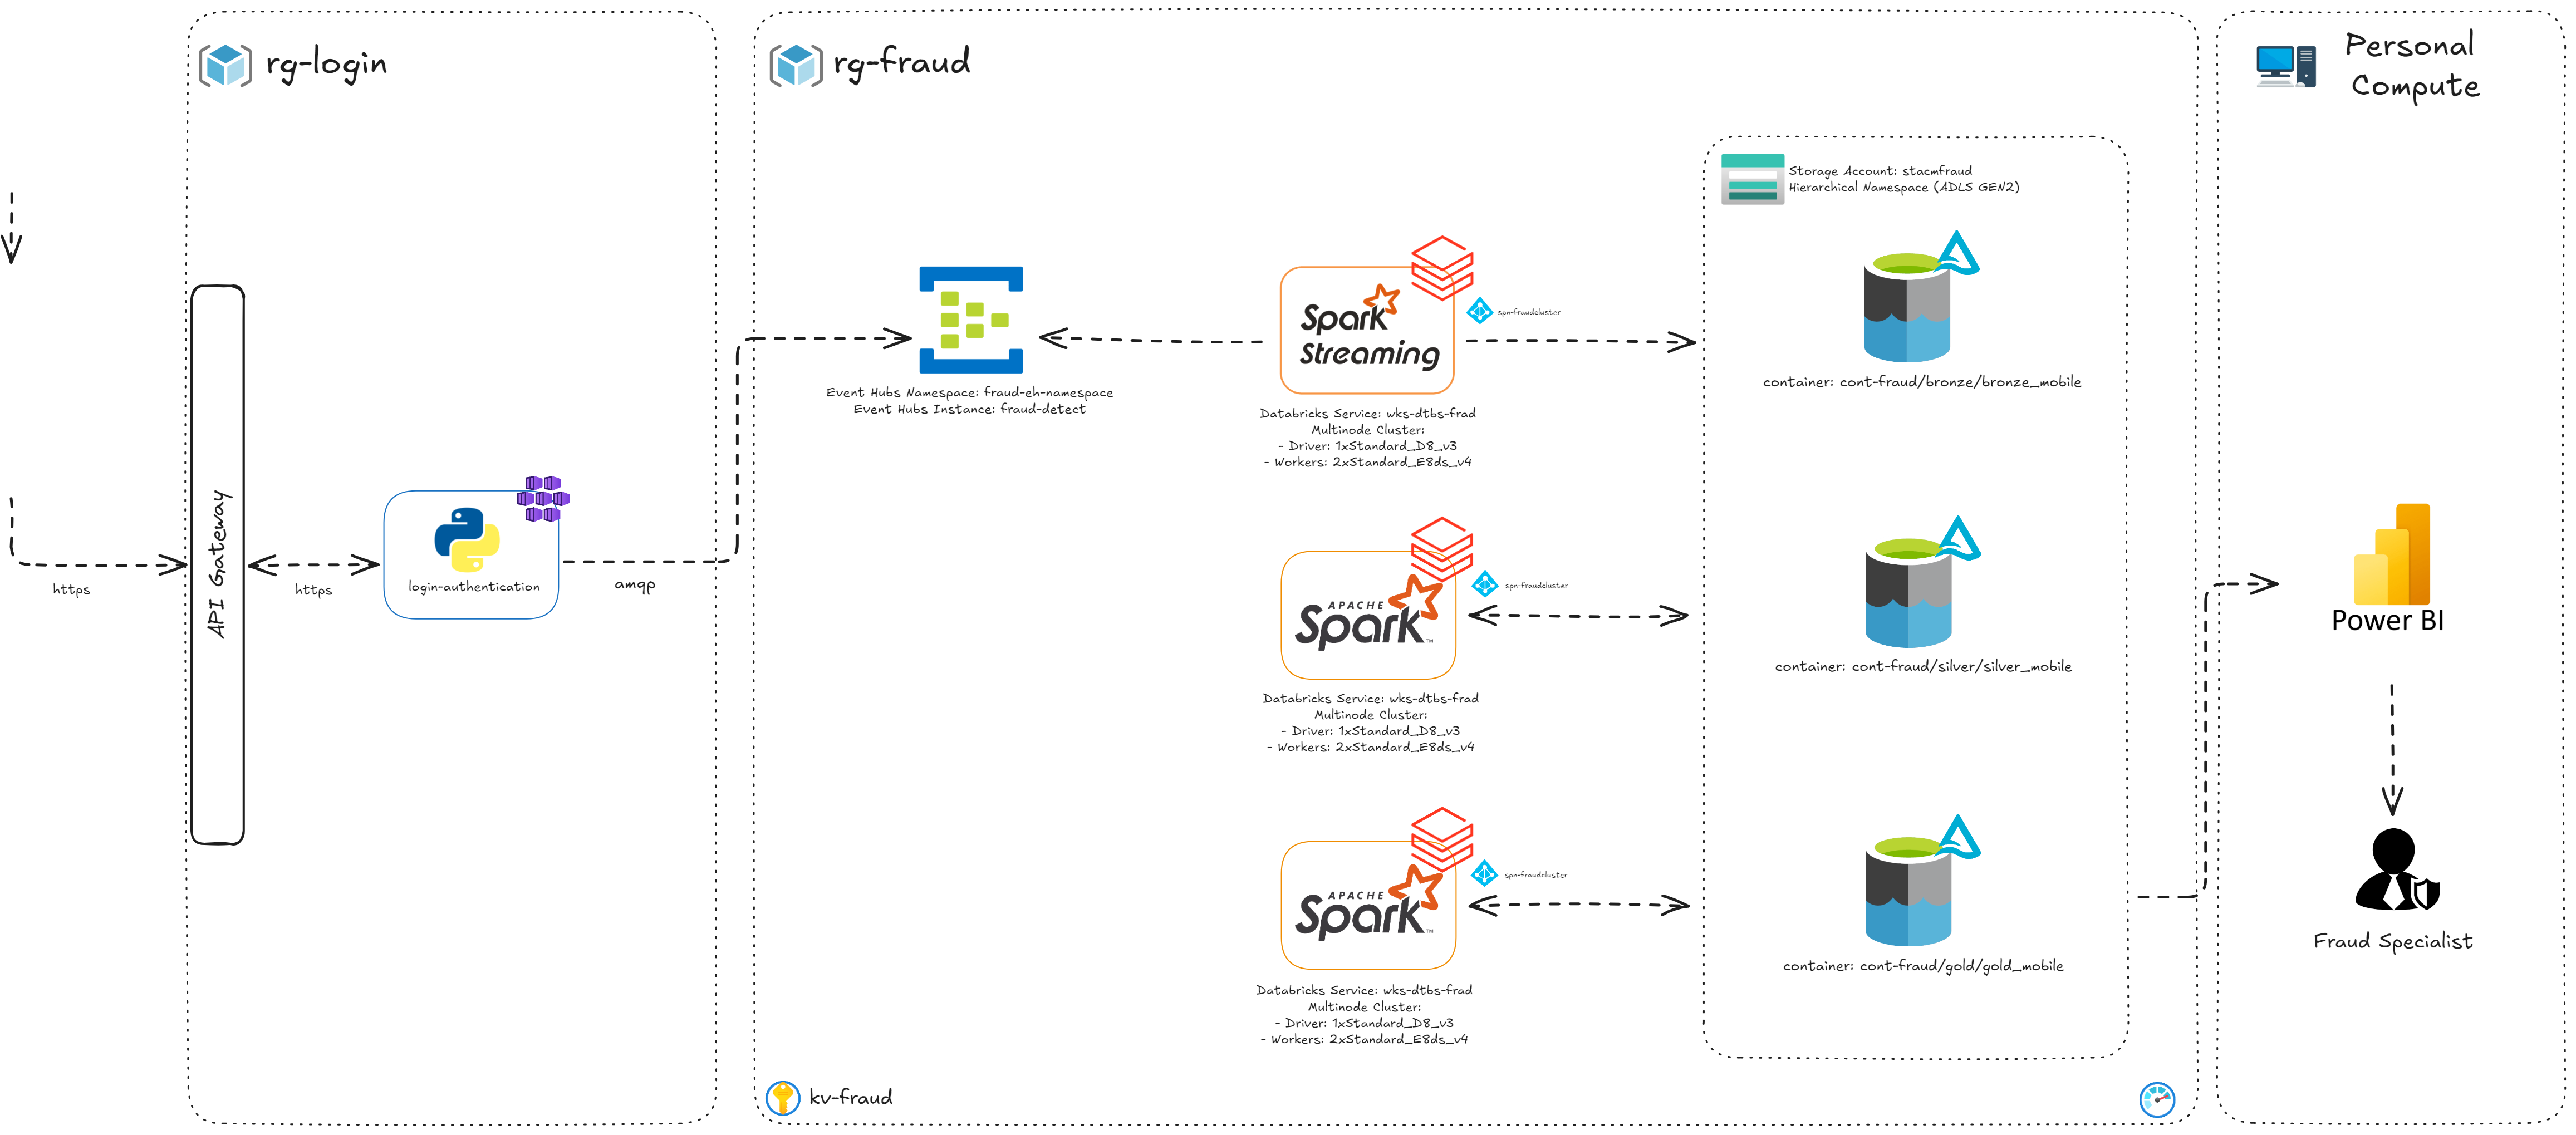 rg-login
https
API Gateway
https
login-authentication
amqp
rg-fraud
Event Hubs Namespace: fraud-eh-namespace
Event Hubs Instance: fraud-detect
Spark
Streaming
spn-fraudcluster
Databricks Service: wks-dtbs-frad
Multinode Cluster:
- Driver: 1xStandard_D8_v3
- Workers: 2xStandard_E8ds_v4
APACHE
Spark™
spn-fraudcluster
Databricks Service: wks-dtbs-frad
Multinode Cluster:
- Driver: 1xStandard_D8_v3
- Workers: 2xStandard_E8ds_v4
APACHE
Spark™
spn-fraudcluster
Databricks Service: wks-dtbs-frad
Multinode Cluster:
- Driver: 1xStandard_D8_v3
- Workers: 2xStandard_E8ds_v4
Storage Account: stacmfraud
Hierarchical Namespace (ADLS GEN2)
container: cont-fraud/bronze/bronze_mobile
container: cont-fraud/silver/silver_mobile
container: cont-fraud/gold/gold_mobile
kv-fraud
Personal
Compute
Power BI
Fraud Specialist